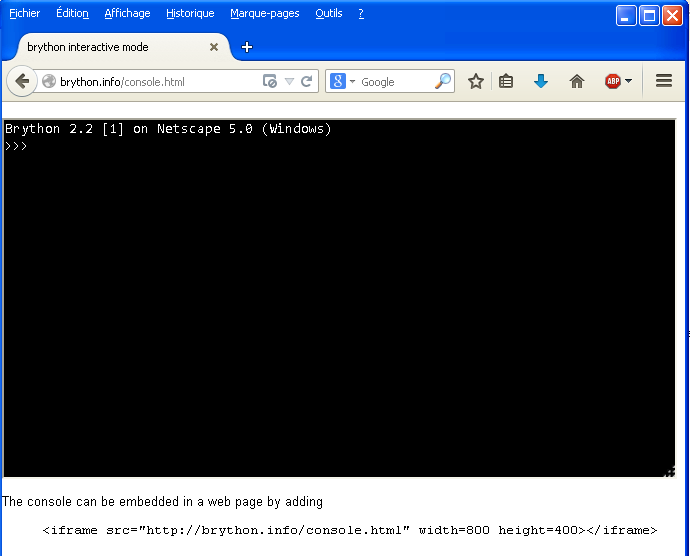 Fichier Édition Affichage Historique Marque-pages Outils ?
brython interactive mode
brython.info/console.html
Google
ABP
Brython 2.2 [1] on Netscape 5.0 (Windows)
>>>
The console can be embedded in a web page by adding
<iframe src="http://brython.info/console.html" width=800 height=400></iframe>